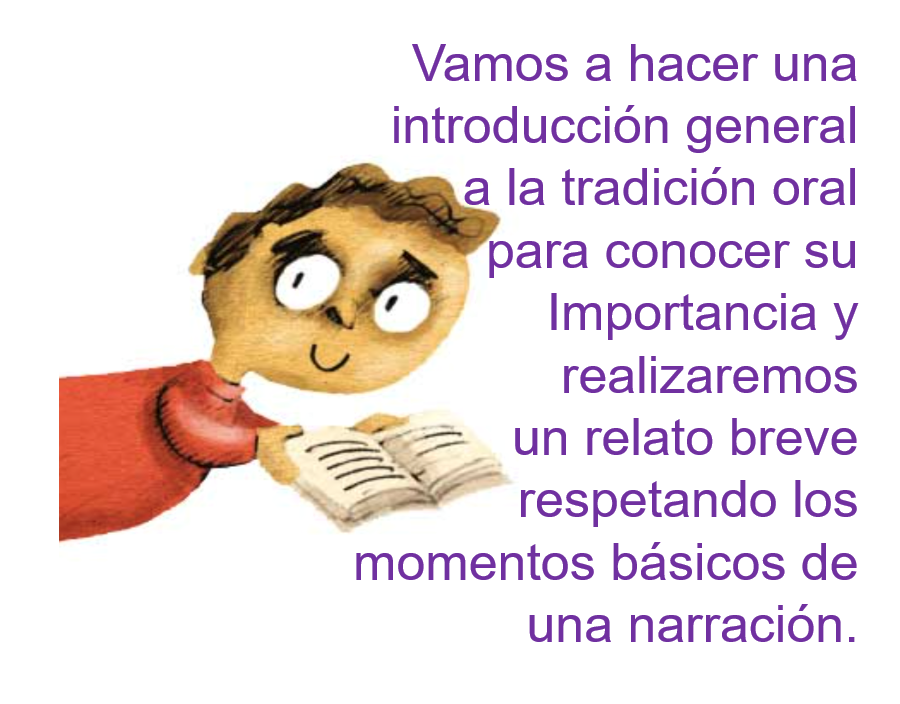 Vamos a hacer una
introducción general
a la tradición oral
para conocer su
Importancia y
realizaremos
un relato breve
respetando los
momentos básicos de
una narración.